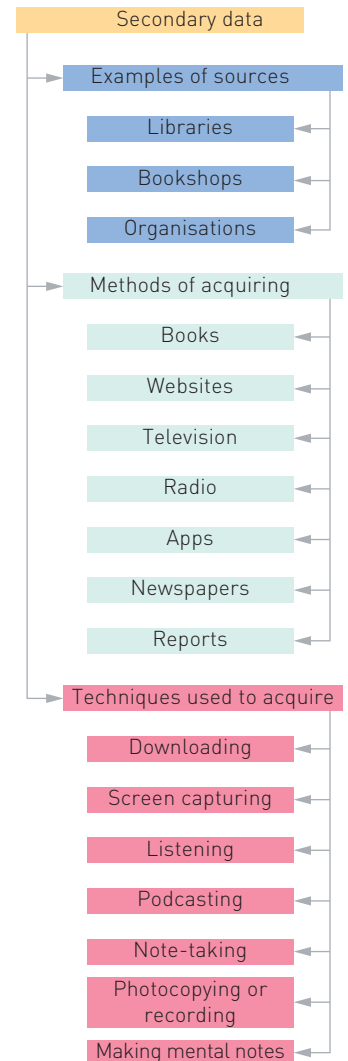 Secondary data
Examples of sources
Libraries
Bookshops
Organisations
Methods of acquiring
Books
Websites
Television
Radio
Apps
Newspapers
Reports
Techniques used to acquire
Downloading
Screen capturing
Listening
Podcasting
Note-taking
Photocopying or
recording
Making mental notes